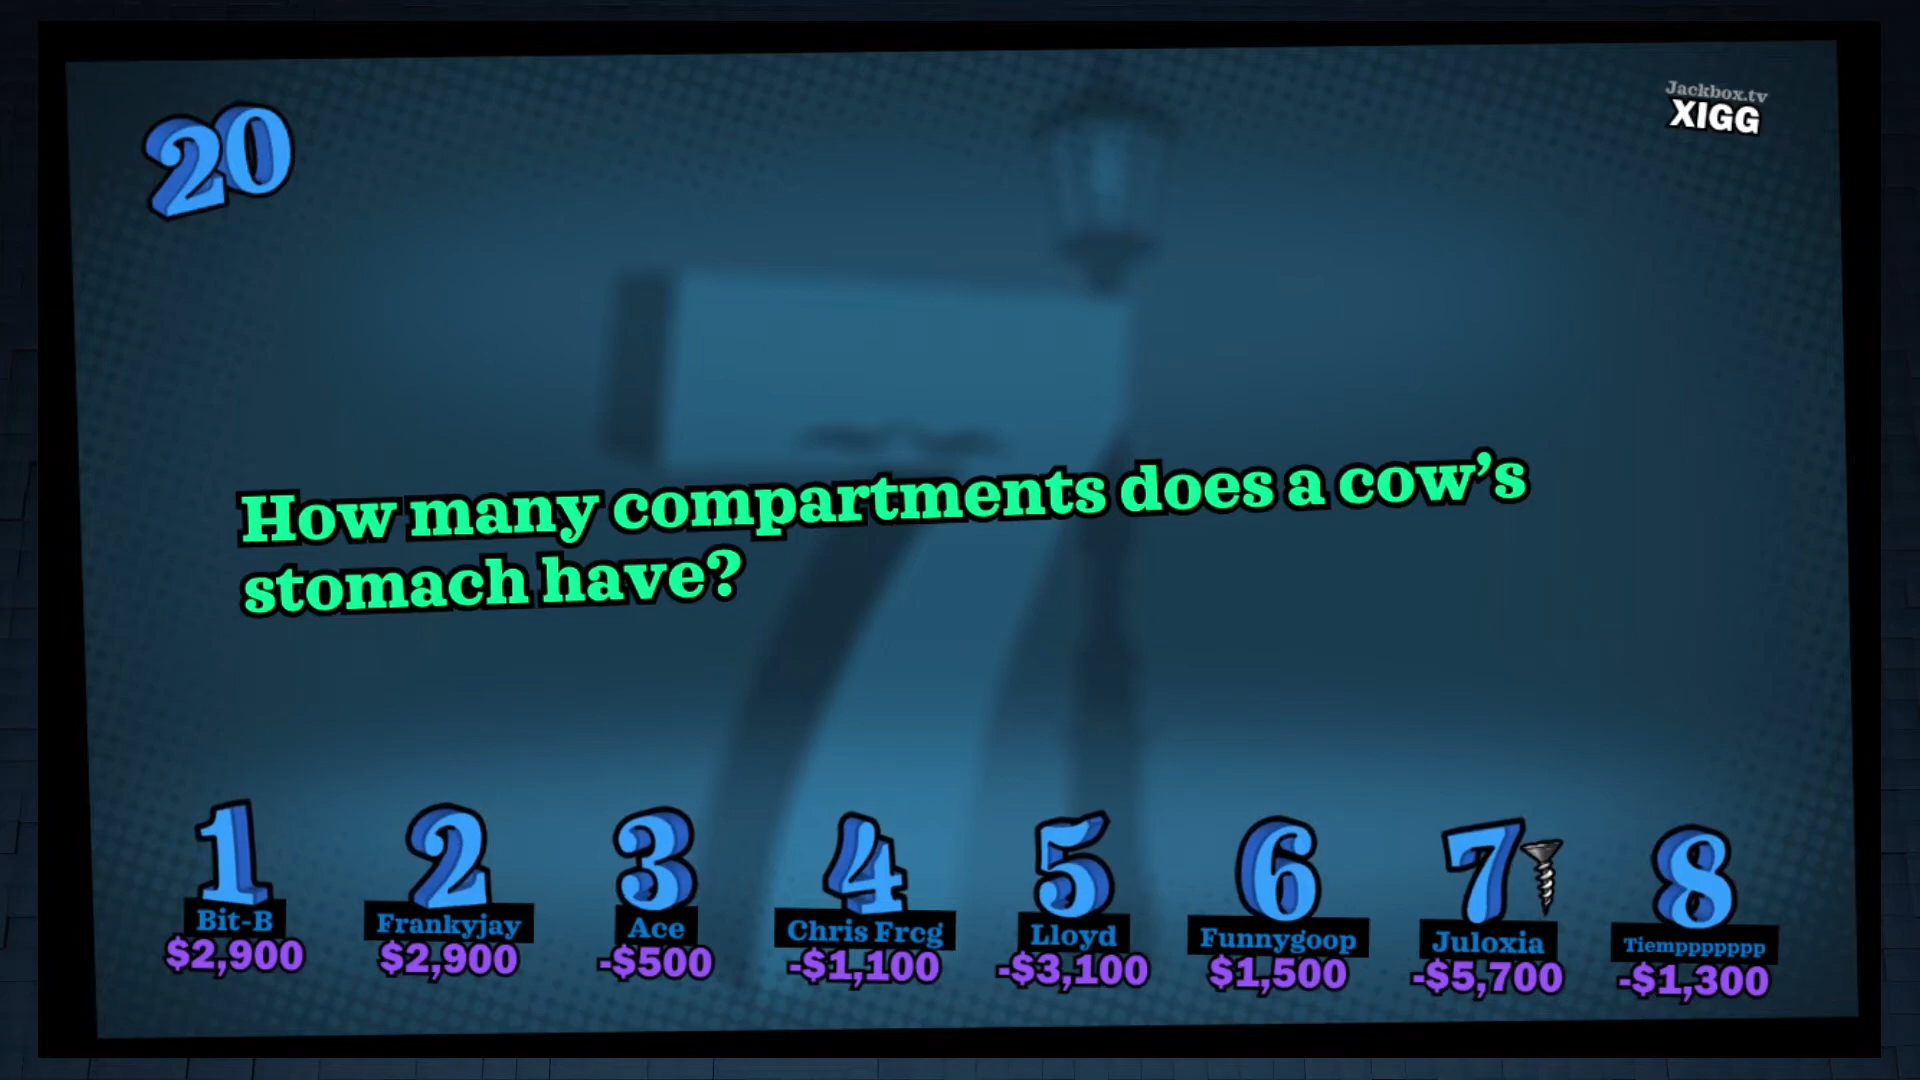 20
Jackbox.tv
XIGG
How many compartments does a cow's
stomach have?
1 2 3 4 5 6 7 8
Bit-B Frankyjay Ace Chris Frcg Lloyd Funnygoop Juloxia Tiemppppppp
$2,900 $2,900 -$500 -$1,100 -$3,100 $1,500 -$5,700 -$1,300